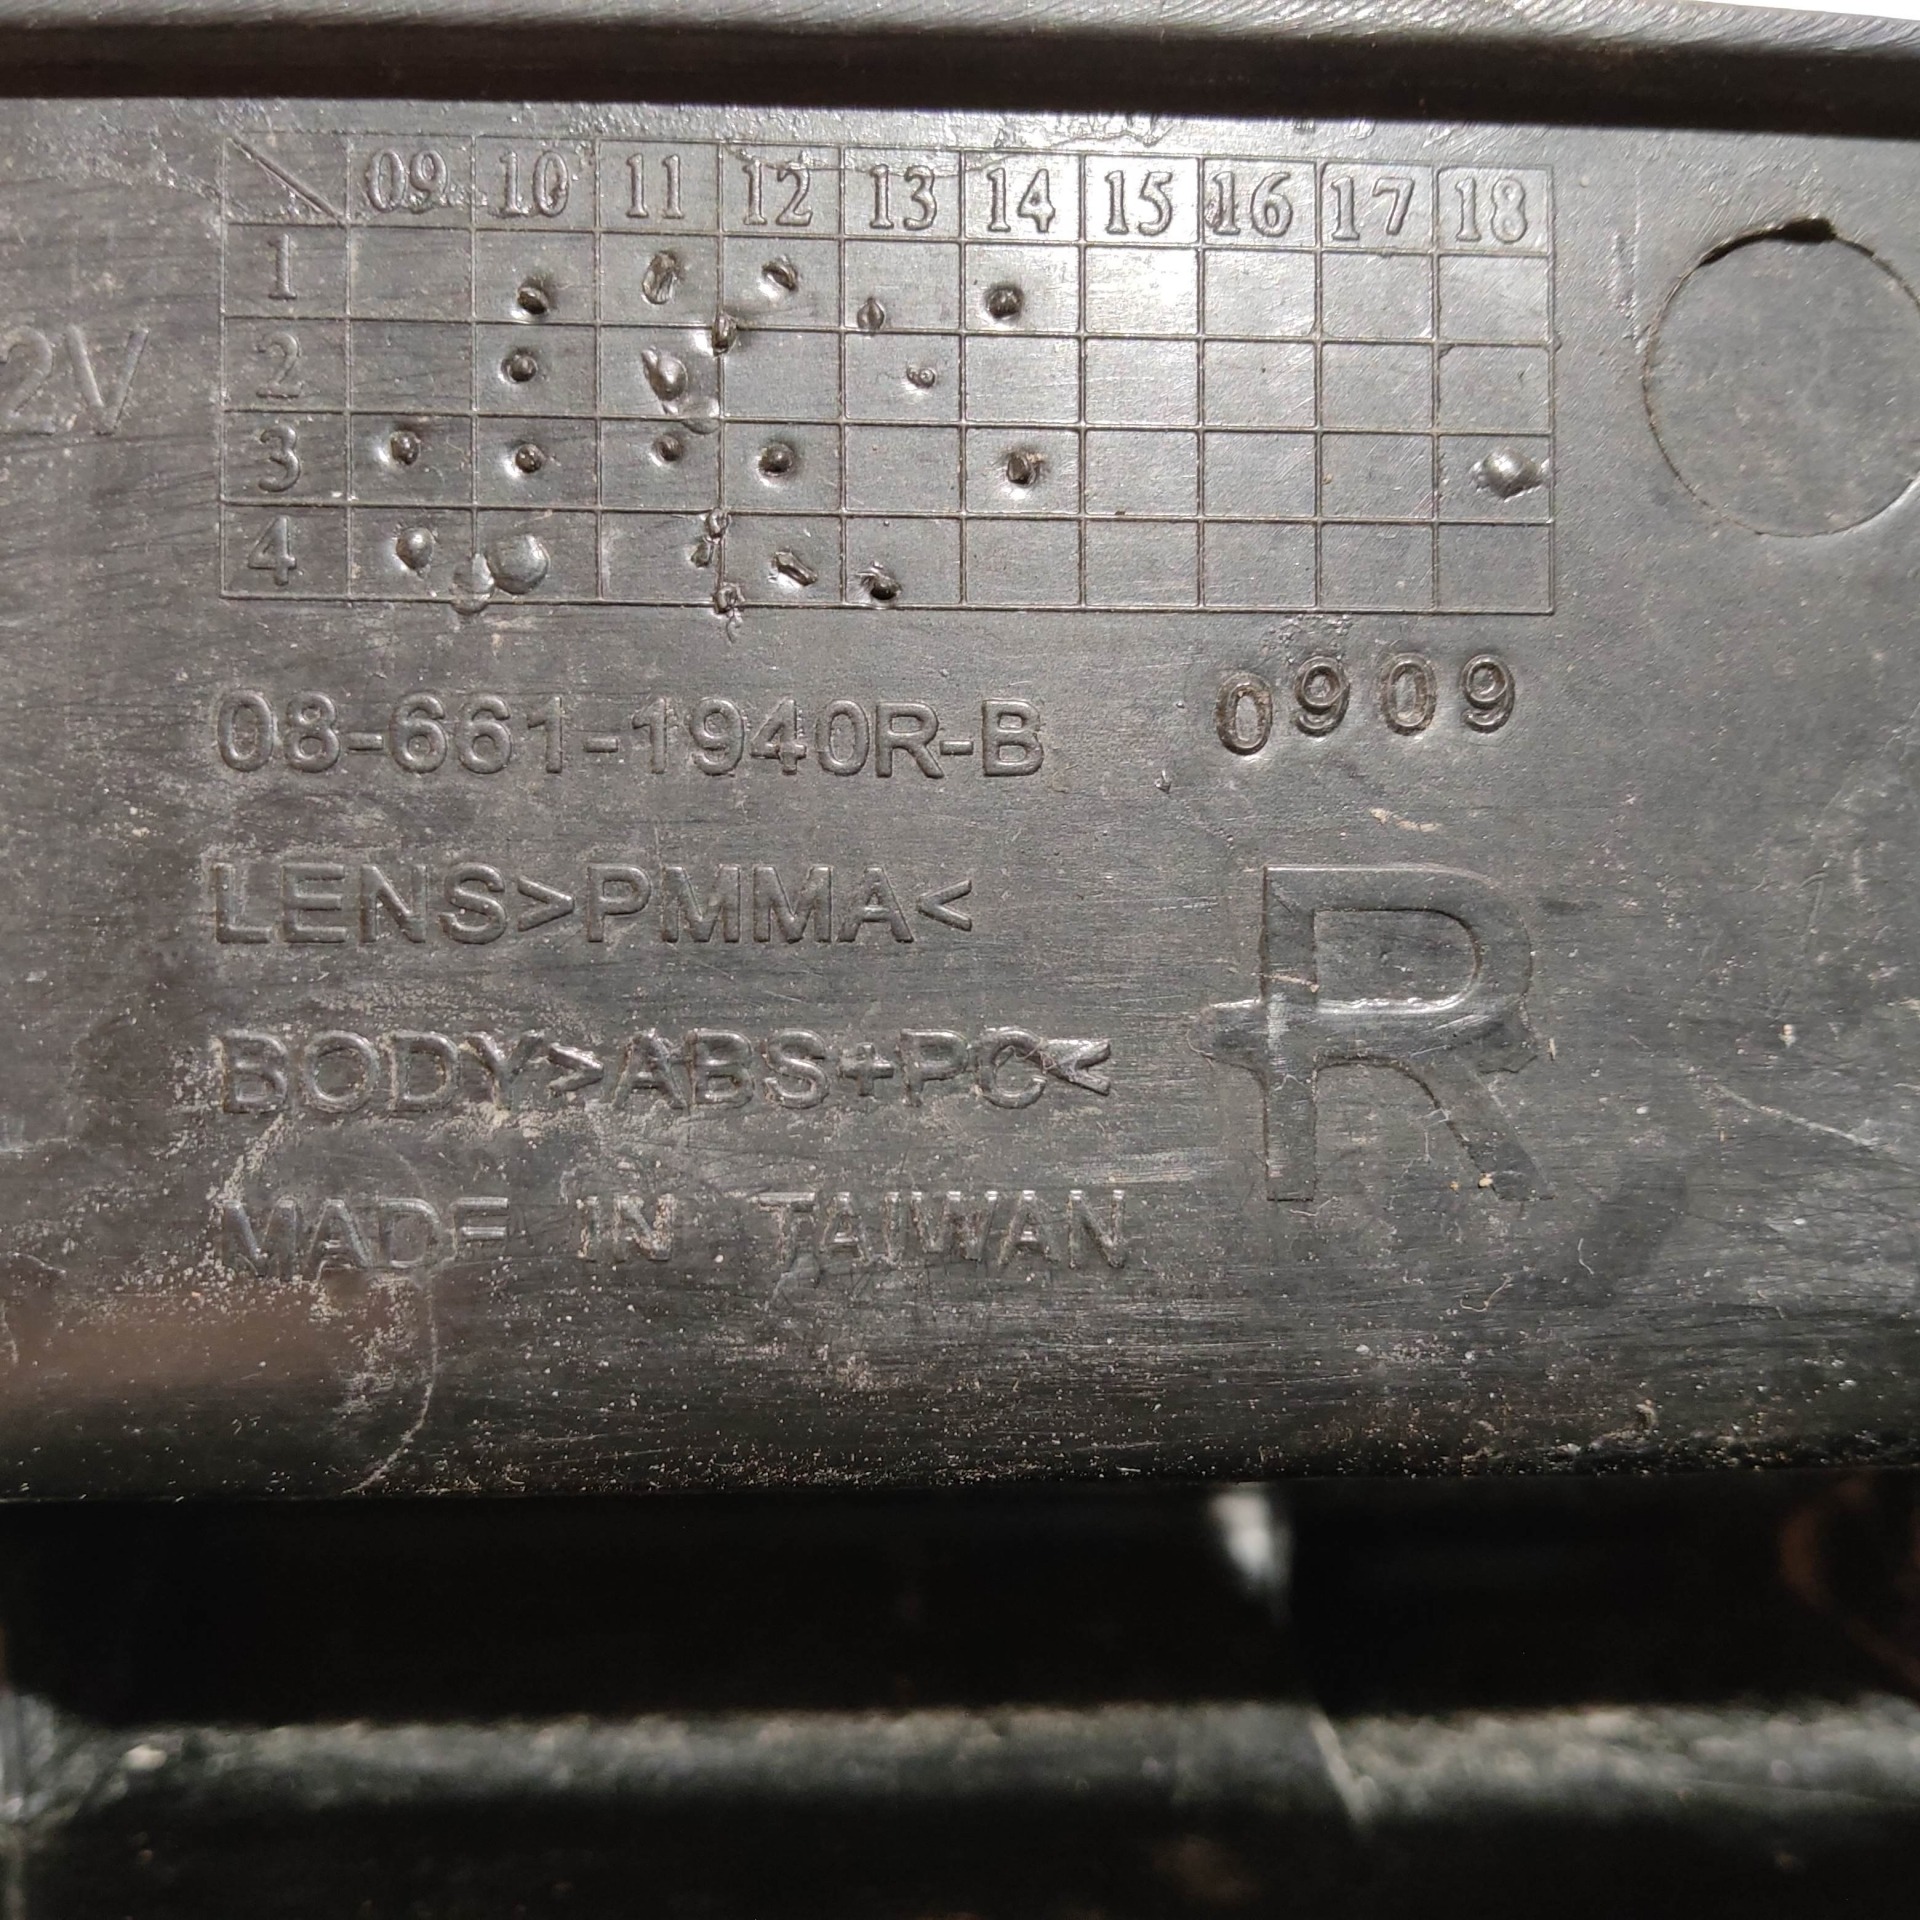 09 10 11 12 13 14 15 16 17 18
1
2
2V
3
4
08-661-1940R-B 0909
LENS>PMMA<
R
BODY>ABS+PC<
MADE IN TAIWAN